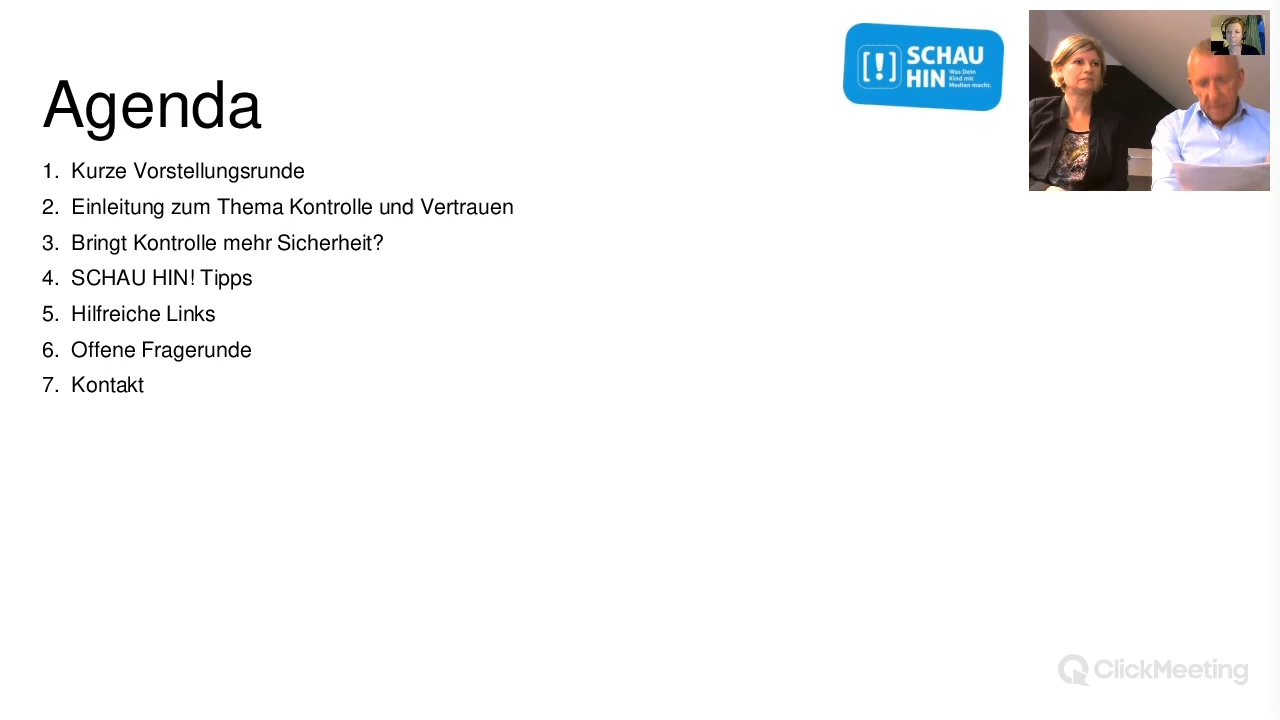 Agenda
1. Kurze Vorstellungsrunde
2. Einleitung zum Thema Kontrolle und Vertrauen
3. Bringt Kontrolle mehr Sicherheit?
4. SCHAU HIN! Tipps
5. Hilfreiche Links
6. Offene Fragerunde
7. Kontakt
[!] SCHAU
HIN
Was Dein
Kind mit
Medien macht.
ClickMeeting